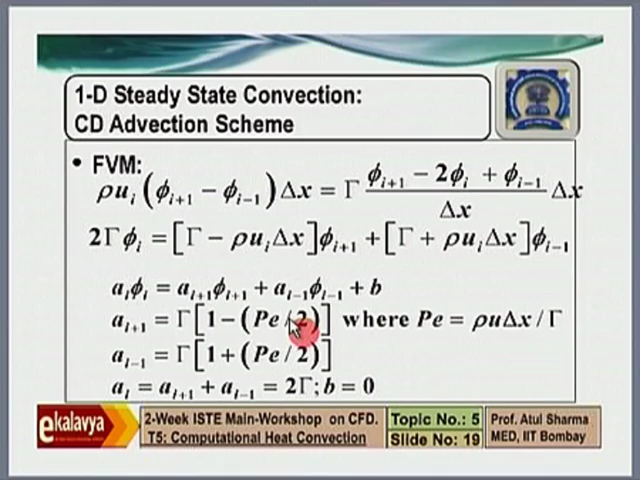 1-D Steady State Convection:
CD Advection Scheme
• FVM:
ρu_i(ϕ_{i+1} − ϕ_{i−1})Δx = Γ (ϕ_{i+1} − 2ϕ_i + ϕ_{i−1})/Δx Δx
2Γϕ_i = [Γ − ρu_iΔx]ϕ_{i+1} + [Γ + ρu_iΔx]ϕ_{i−1}
a_iϕ_i = a_{i+1}ϕ_{i+1} + a_{i−1}ϕ_{i−1} + b
a_{i+1} = Γ[1 − (Pe/2)] where Pe = ρuΔx/Γ
a_{i−1} = Γ[1 + (Pe/2)]
a_i = a_{i+1} + a_{i−1} = 2Γ; b = 0
ekalavya
2-Week ISTE Main-Workshop on CFD.
T5: Computational Heat Convection
Topic No.: 5
Slide No.: 19
Prof. Atul Sharma
MED, IIT Bombay